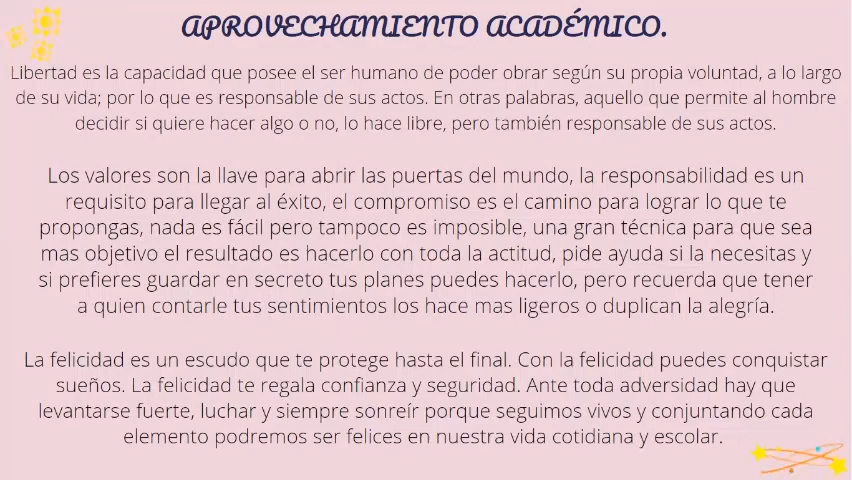 APROVECHAMIENTO ACADÉMICO.
Libertad es la capacidad que posee el ser humano de poder obrar según su propia voluntad, a lo largo
de su vida; por lo que es responsable de sus actos. En otras palabras, aquello que permite al hombre
decidir si quiere hacer algo o no, lo hace libre, pero también responsable de sus actos.
Los valores son la llave para abrir las puertas del mundo, la responsabilidad es un
requisito para llegar al éxito, el compromiso es el camino para lograr lo que te
propongas, nada es fácil pero tampoco es imposible, una gran técnica para que sea
mas objetivo el resultado es hacerlo con toda la actitud, pide ayuda si la necesitas y
si prefieres guardar en secreto tus planes puedes hacerlo, pero recuerda que tener
a quien contarle tus sentimientos los hace mas ligeros o duplican la alegría.
La felicidad es un escudo que te protege hasta el final. Con la felicidad puedes conquistar
sueños. La felicidad te regala confianza y seguridad. Ante toda adversidad hay que
levantarse fuerte, luchar y siempre sonreír porque seguimos vivos y conjuntando cada
elemento podremos ser felices en nuestra vida cotidiana y escolar.